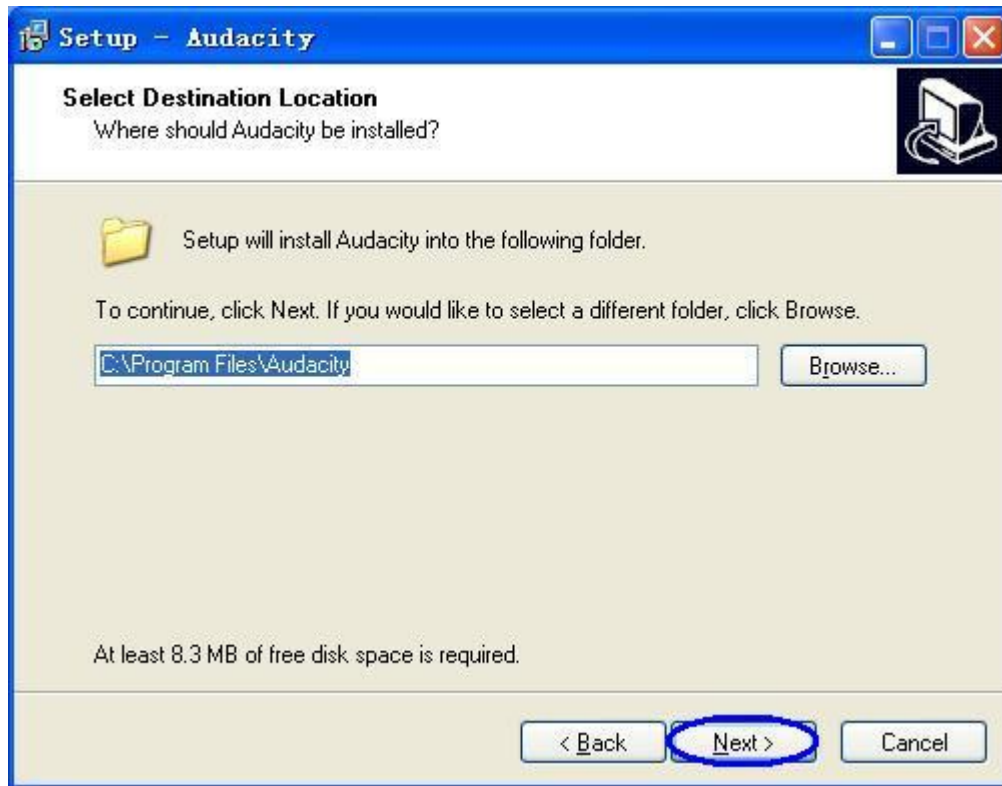 Setup - Audacity
Select Destination Location
Where should Audacity be installed?
Setup will install Audacity into the following folder.
To continue, click Next. If you would like to select a different folder, click Browse.
C:\Program Files\Audacity
Browse...
At least 8.3 MB of free disk space is required.
< Back
Next >
Cancel